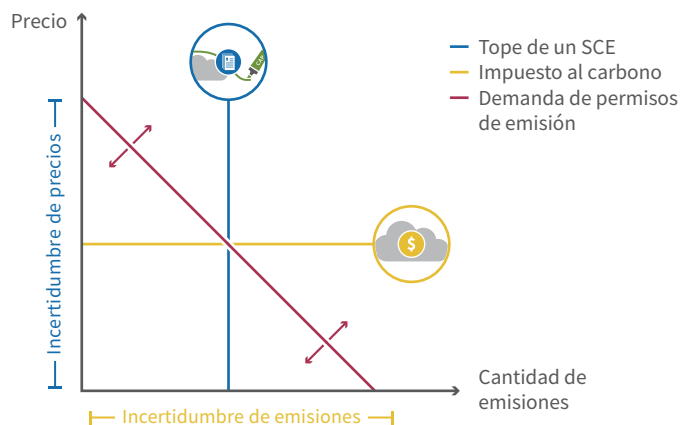 Precio
Tope de un SCE
Impuesto al carbono
Demanda de permisos
de emisión
CAP
Incertidumbre de precios
$
Cantidad de
emisiones
Incertidumbre de emisiones